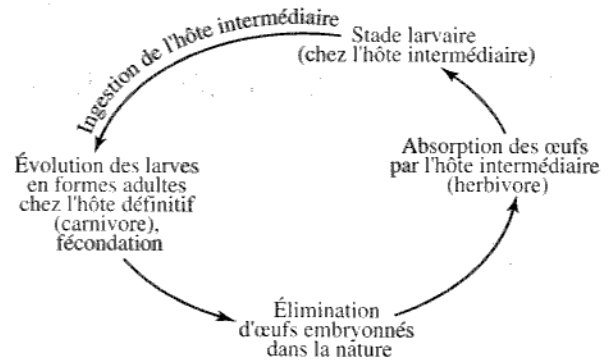 Ingestion de l'hôte intermédiaire
Stade larvaire
(chez l'hôte intermédiaire)
Absorption des œufs
par l'hôte intermédiaire
(herbivore)
Évolution des larves
en formes adultes
chez l'hôte définitif
(carnivore),
fécondation
Élimination
d'œufs embryonnés
dans la nature